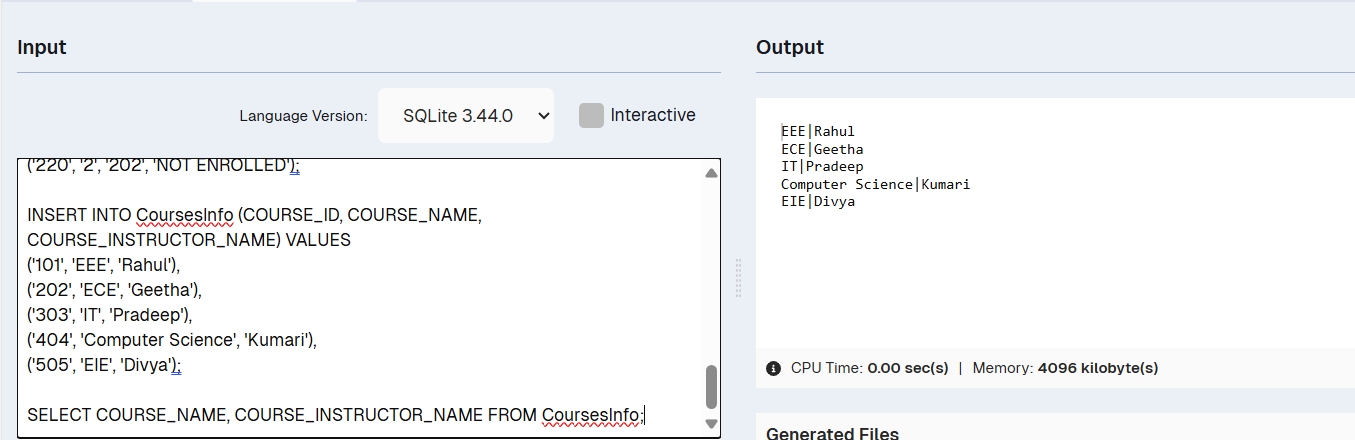 Input
Language Version: SQLite 3.44.0 Interactive
('220', '2', '202', 'NOT ENROLLED');
INSERT INTO CoursesInfo (COURSE_ID, COURSE_NAME,
COURSE_INSTRUCTOR_NAME) VALUES
('101', 'EEE', 'Rahul'),
('202', 'ECE', 'Geetha'),
('303', 'IT', 'Pradeep'),
('404', 'Computer Science', 'Kumari'),
('505', 'EIE', 'Divya');
SELECT COURSE_NAME, COURSE_INSTRUCTOR_NAME FROM CoursesInfo;
Output
EEE|Rahul
ECE|Geetha
IT|Pradeep
Computer Science|Kumari
EIE|Divya
CPU Time: 0.00 sec(s) | Memory: 4096 kilobyte(s)
Generated Files